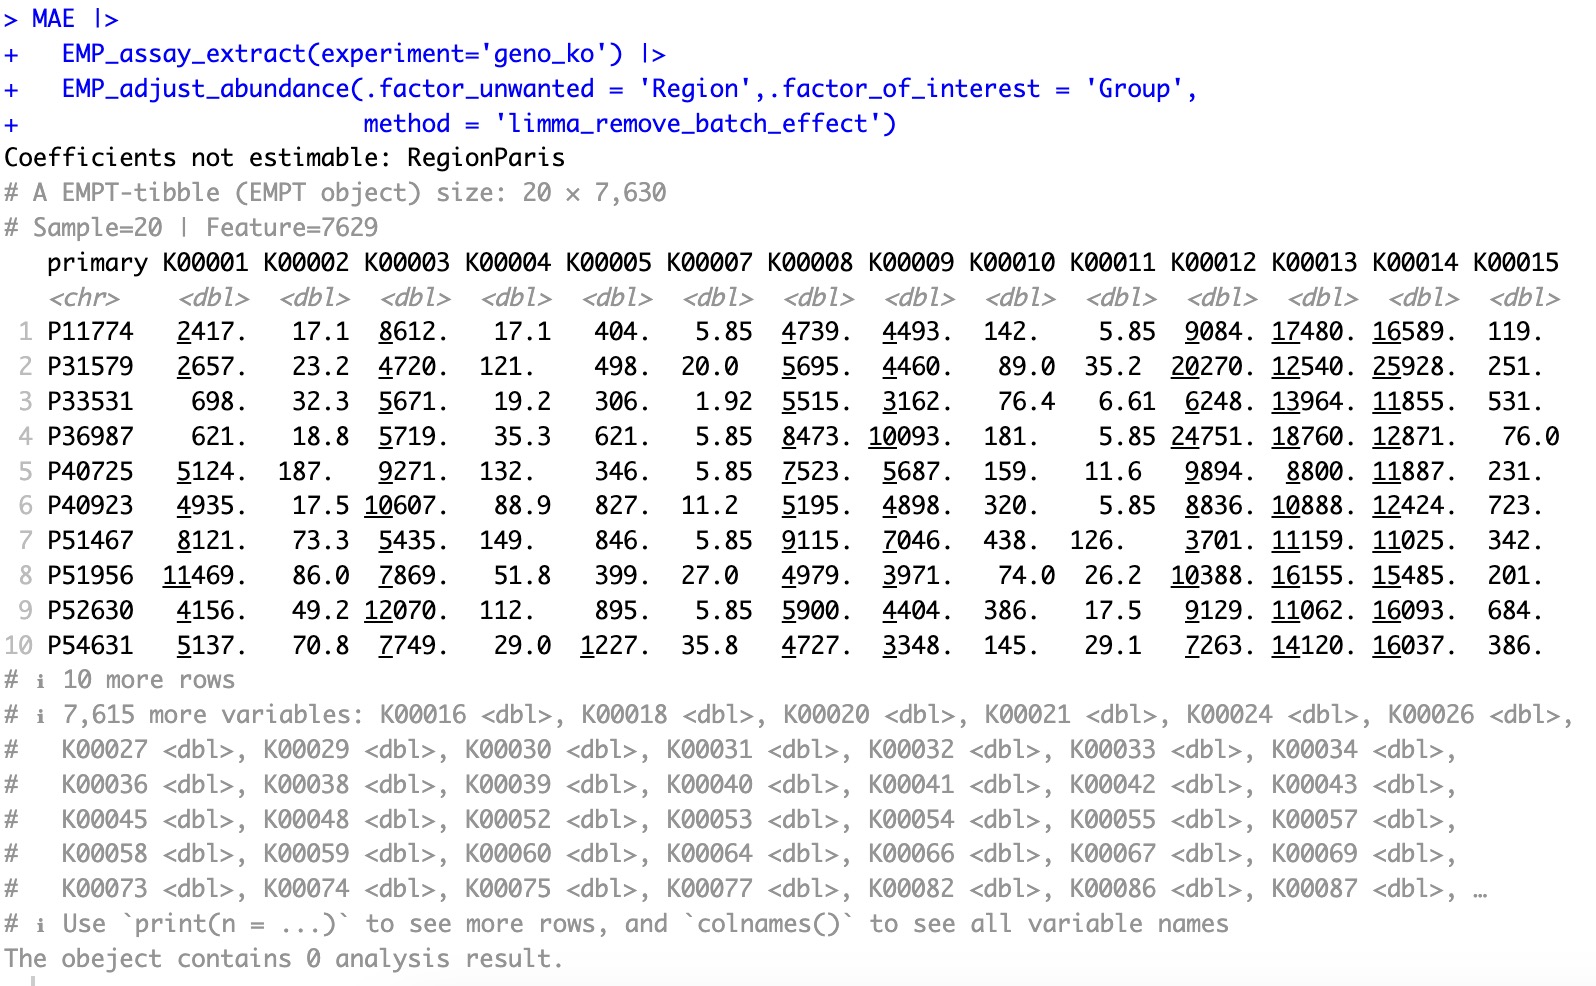 > MAE |>
+   EMP_assay_extract(experiment='geno_ko') |>
+   EMP_adjust_abundance(.factor_unwanted = 'Region',.factor_of_interest = 'Group',
+                        method = 'limma_remove_batch_effect')
Coefficients not estimable: RegionParis
# A EMPT-tibble (EMPT object) size: 20 × 7,630
# Sample=20 | Feature=7629
   primary K00001 K00002 K00003 K00004 K00005 K00007 K00008 K00009 K00010 K00011 K00012 K00013 K00014 K00015
   <chr>    <dbl>  <dbl>  <dbl>  <dbl>  <dbl>  <dbl>  <dbl>  <dbl>  <dbl>  <dbl>  <dbl>  <dbl>  <dbl>  <dbl>
 1 P11774   2417.   17.1  8612.   17.1   404.   5.85  4739.  4493.  142.    5.85  9084. 17480. 16589.  119.
 2 P31579   2657.   23.2  4720.  121.    498.  20.0   5695.  4460.   89.0  35.2  20270. 12540. 25928.  251.
 3 P33531    698.   32.3  5671.   19.2   306.   1.92  5515.  3162.   76.4   6.61  6248. 13964. 11855.  531.
 4 P36987    621.   18.8  5719.   35.3   621.   5.85  8473. 10093.  181.    5.85 24751. 18760. 12871.   76.0
 5 P40725   5124.  187.   9271.  132.    346.   5.85  7523.  5687.  159.   11.6   9894.  8800. 11887.  231.
 6 P40923   4935.   17.5 10607.   88.9   827.  11.2   5195.  4898.  320.    5.85  8836. 10888. 12424.  723.
 7 P51467   8121.   73.3  5435.  149.    846.   5.85  9115.  7046.  438.  126.    3701. 11159. 11025.  342.
 8 P51956  11469.   86.0  7869.   51.8   399.  27.0   4979.  3971.   74.0  26.2  10388. 16155. 15485.  201.
 9 P52630   4156.   49.2 12070.  112.    895.   5.85  5900.  4404.  386.   17.5   9129. 11062. 16093.  684.
10 P54631   5137.   70.8  7749.   29.0  1227.  35.8   4727.  3348.  145.   29.1   7263. 14120. 16037.  386.
# ℹ 10 more rows
# ℹ 7,615 more variables: K00016 <dbl>, K00018 <dbl>, K00020 <dbl>, K00021 <dbl>, K00024 <dbl>, K00026 <dbl>,
#   K00027 <dbl>, K00029 <dbl>, K00030 <dbl>, K00031 <dbl>, K00032 <dbl>, K00033 <dbl>, K00034 <dbl>,
#   K00036 <dbl>, K00038 <dbl>, K00039 <dbl>, K00040 <dbl>, K00041 <dbl>, K00042 <dbl>, K00043 <dbl>,
#   K00045 <dbl>, K00048 <dbl>, K00052 <dbl>, K00053 <dbl>, K00054 <dbl>, K00055 <dbl>, K00057 <dbl>,
#   K00058 <dbl>, K00059 <dbl>, K00060 <dbl>, K00064 <dbl>, K00066 <dbl>, K00067 <dbl>, K00069 <dbl>,
#   K00073 <dbl>, K00074 <dbl>, K00075 <dbl>, K00077 <dbl>, K00082 <dbl>, K00086 <dbl>, K00087 <dbl>, …
# ℹ Use `print(n = ...)` to see more rows, and `colnames()` to see all variable names
The obeject contains 0 analysis result.